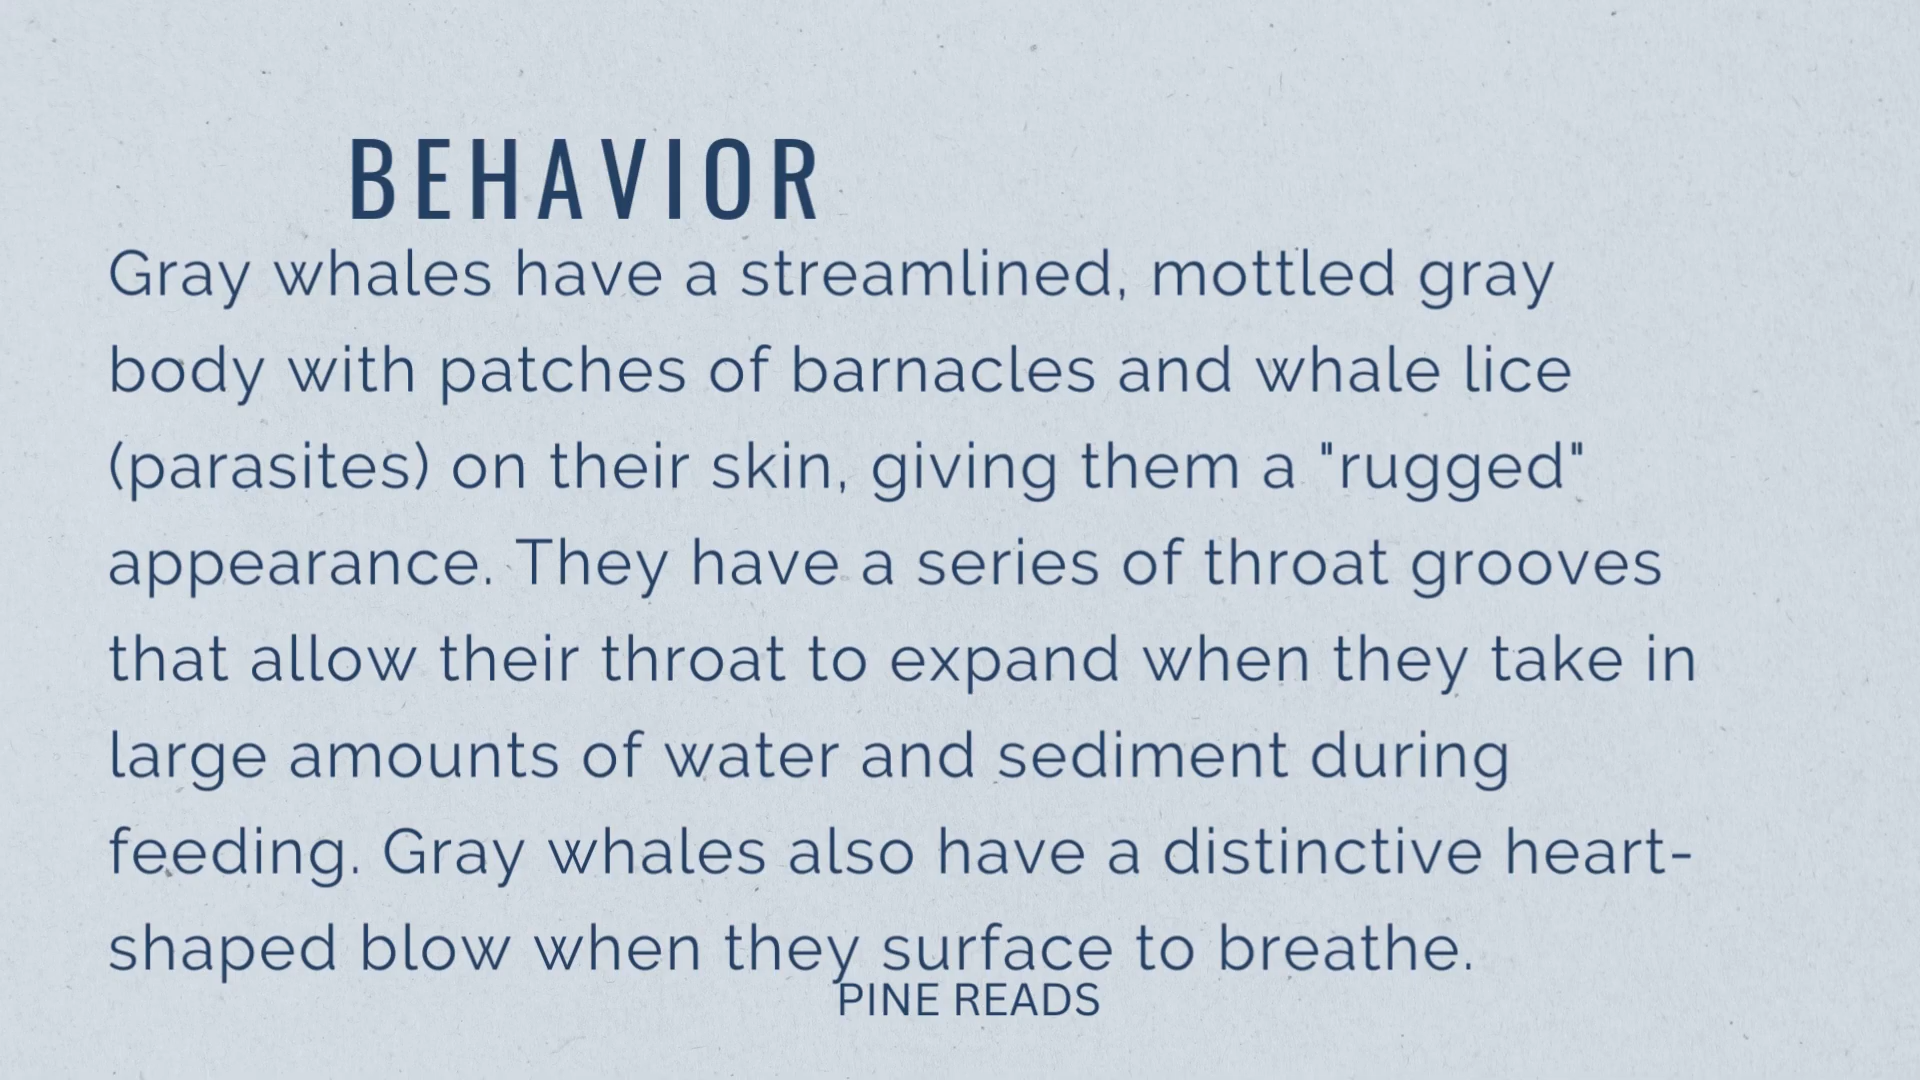 BEHAVIOR
Gray whales have a streamlined, mottled gray
body with patches of barnacles and whale lice
(parasites) on their skin, giving them a "rugged"
appearance. They have a series of throat grooves
that allow their throat to expand when they take in
large amounts of water and sediment during
feeding. Gray whales also have a distinctive heart-
shaped blow when they surface to breathe.
PINE READS